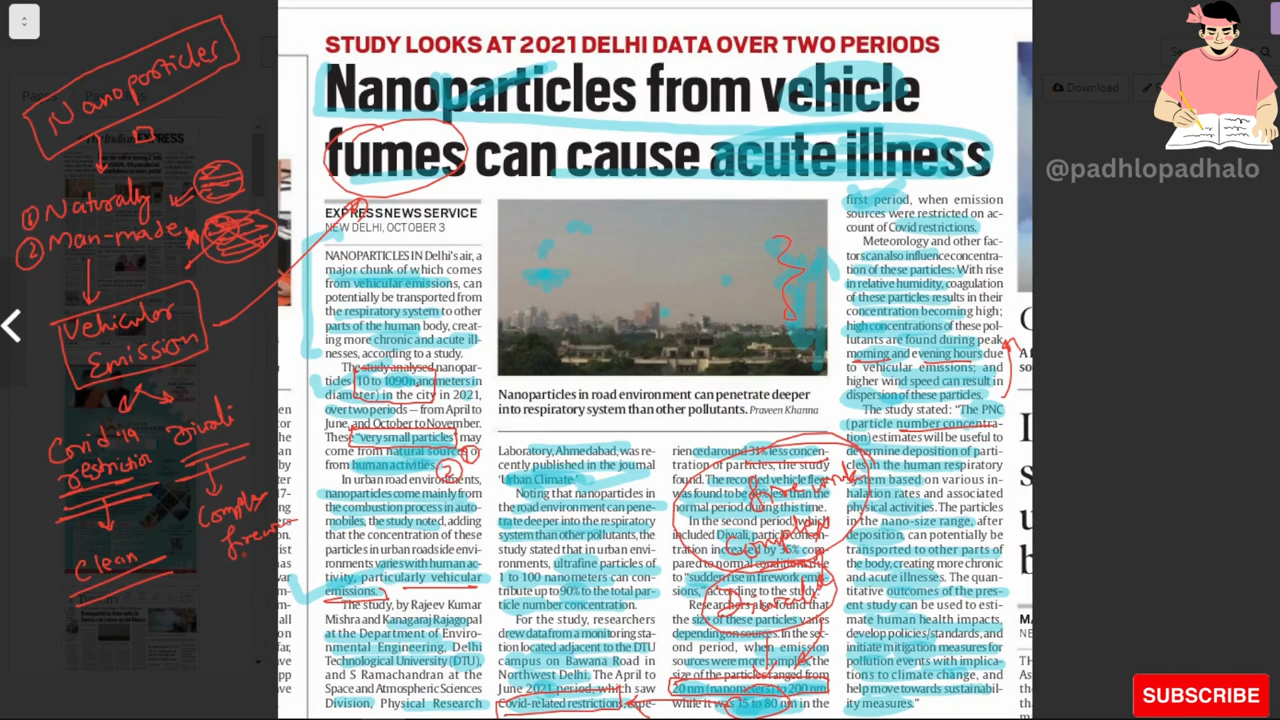 STUDY LOOKS AT 2021 DELHI DATA OVER TWO PERIODS
Nanoparticles from vehicle
fumes can cause acute illness
EXPRESS NEWS SERVICE
NEW DELHI, OCTOBER 3
NANOPARTICLES IN Delhi's air, a
major chunk of which comes
from vehicular emissions, can
potentially be transported from
the respiratory system to other
parts of the human body, creat-
ing more chronic and acute ill-
nesses, according to a study.
The study analysed nanopar-
ticles (10 to 1090 nanometers in
diameter) in the city in 2021,
over two periods — from April to
June, and October to November.
These "very small particles" may
come from natural sources or
from human activities.
In urban road environments,
nanoparticles come mainly from
the combustion process in auto-
mobiles, the study noted, adding
that the concentration of these
particles in urban roadside envi-
ronments varies with human ac-
tivity, particularly vehicular
emissions.
The study, by Rajeev Kumar
Mishra and Kanagaraj Rajagopal
at the Department of Enviro-
nmental Engineering, Delhi
Technological University (DTU),
and S Ramachandran at the
Space and Atmospheric Sciences
Division, Physical Research
Nanoparticles in road environment can penetrate deeper
into respiratory system than other pollutants. Praveen Khanna
Laboratory, Ahmedabad, was re-
cently published in the journal
'Urban Climate'.
Noting that nanoparticles in
the road environment can pene-
trate deeper into the respiratory
system than other pollutants, the
study stated that in urban envi-
ronments, ultrafine particles of
1 to 100 nanometers can con-
tribute up to 90% to the total par-
ticle number concentration.
For the study, researchers
drew data from a monitoring sta-
tion located adjacent to the DTU
campus on Bawana Road in
Northwest Delhi. The April to
June 2021 period, which saw
Covid-related restrictions, expe-
rienced around 31% less concen-
tration of particles, the study
found. The recorded vehicle fleet
was found to be less than the
normal period during this time.
In the second period, which
included Diwali, particle concen-
tration increased by 36% com-
pared to normal conditions due
to "sudden rise in firework emis-
sions," according to the study.
Researchers also found that
the size of these particles varies
depending on sources. In the sec-
ond period, when emission
sources were more complex, the
size of the particles ranged from
20 nm (nanometers) to 200 nm
while it was 15 to 80 nm in the
first period, when emission
sources were restricted on ac-
count of Covid restrictions.
Meteorology and other fac-
tors can also influence concentra-
tion of these particles: With rise
in relative humidity, coagulation
of these particles results in their
concentration becoming high;
high concentrations of these pol-
lutants are found during peak
morning and evening hours due
to vehicular emissions; and
higher wind speed can result in
dispersion of these particles.
The study stated: "The PNC
(particle number concentra-
tion) estimates will be useful to
determine deposition of parti-
cles in the human respiratory
system based on various in-
halation rates and associated
physical activities. The particles
in the nano-size range, after
deposition, can potentially be
transported to other parts of
the body, creating more chronic
and acute illnesses. The quan-
titative outcomes of the pres-
ent study can be used to esti-
mate human health impacts,
develop policies/standards, and
initiate mitigation measures for
pollution events with implica-
tions to climate change, and
help move towards sustainabil-
ity measures."
Nanoparticles
① Naturally
② Man-made
Vehicular
Emission
Covid '19
restriction
Diwali
Clean
Complex
① ②
Complex
Diwali
Download
@padhlopadhalo
SUBSCRIBE